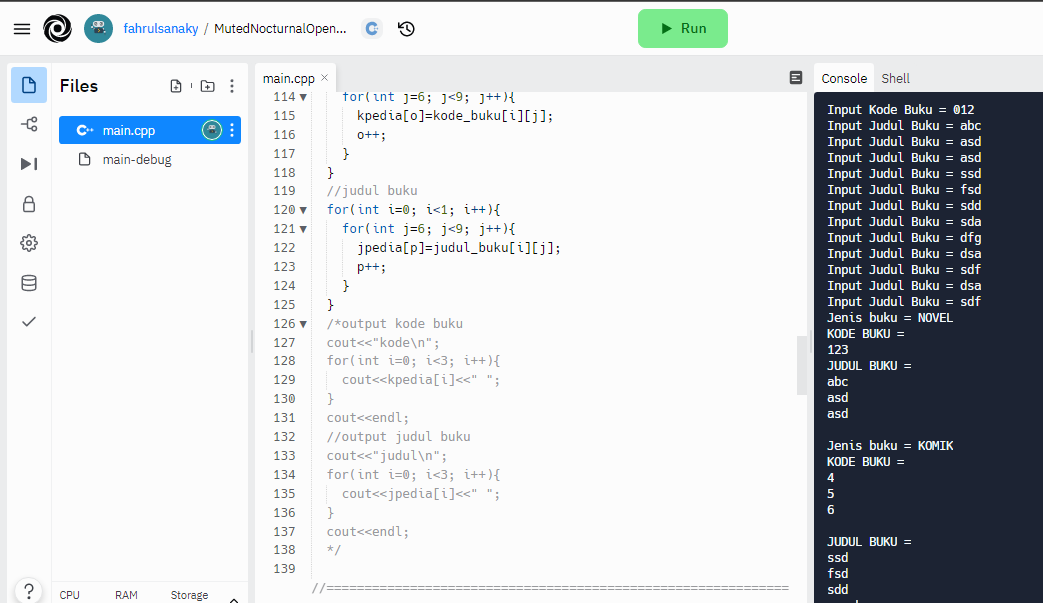 fahrulsanaky / MutedNocturnalOpen...
Run
Files
main.cpp
main-debug
CPU RAM Storage
main.cpp
114 for(int j=6; j<9; j++){
115 kpedia[o]=kode_buku[i][j];
116 o++;
117 }
118 }
119 //judul buku
120 for(int i=0; i<1; i++){
121 for(int j=6; j<9; j++){
122 jpedia[p]=judul_buku[i][j];
123 p++;
124 }
125 }
126 /*output kode buku
127 cout<<"kode\n";
128 for(int i=0; i<3; i++){
129 cout<<kpedia[i]<<" ";
130 }
131 cout<<endl;
132 //output judul buku
133 cout<<"judul\n";
134 for(int i=0; i<3; i++){
135 cout<<jpedia[i]<<" ";
136 }
137 cout<<endl;
138 */
139
//=============================================================
Console Shell
Input Kode Buku = 012
Input Judul Buku = abc
Input Judul Buku = asd
Input Judul Buku = asd
Input Judul Buku = ssd
Input Judul Buku = fsd
Input Judul Buku = sdd
Input Judul Buku = sda
Input Judul Buku = dfg
Input Judul Buku = dsa
Input Judul Buku = sdf
Input Judul Buku = dsa
Input Judul Buku = sdf
Jenis buku = NOVEL
KODE BUKU =
123
JUDUL BUKU =
abc
asd
asd
Jenis buku = KOMIK
KODE BUKU =
4
5
6
JUDUL BUKU =
ssd
fsd
sdd